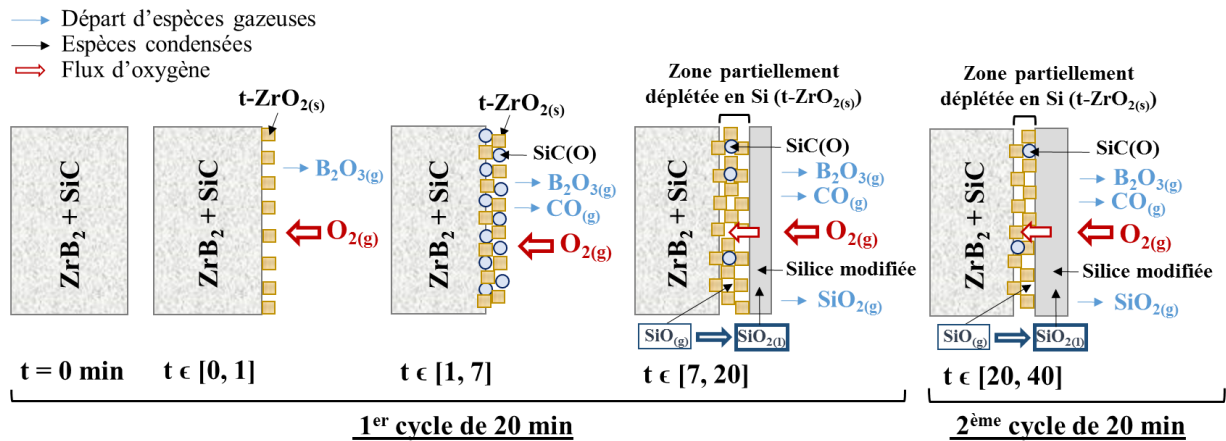 Départ d'espèces gazeuses
Espèces condensées
Flux d'oxygène
ZrB₂ + SiC
t = 0 min
t-ZrO₂₍ₛ₎
ZrB₂ + SiC
B₂O₃(g)
O₂(g)
t ϵ [0, 1]
t-ZrO₂₍ₛ₎
SiC(O)
ZrB₂ + SiC
B₂O₃(g)
CO(g)
O₂(g)
t ϵ [1, 7]
Zone partiellement
déplétée en Si (t-ZrO₂₍ₛ₎)
SiC(O)
ZrB₂ + SiC
B₂O₃(g)
CO(g)
O₂(g)
Silice modifiée
SiO₂(g)
SiO(g)
SiO₂(l)
t ϵ [7, 20]
1er cycle de 20 min
Zone partiellement
déplétée en Si (t-ZrO₂₍ₛ₎)
SiC(O)
ZrB₂ + SiC
B₂O₃(g)
CO(g)
O₂(g)
Silice modifiée
SiO₂(g)
SiO(g)
SiO₂(l)
t ϵ [20, 40]
2ème cycle de 20 min